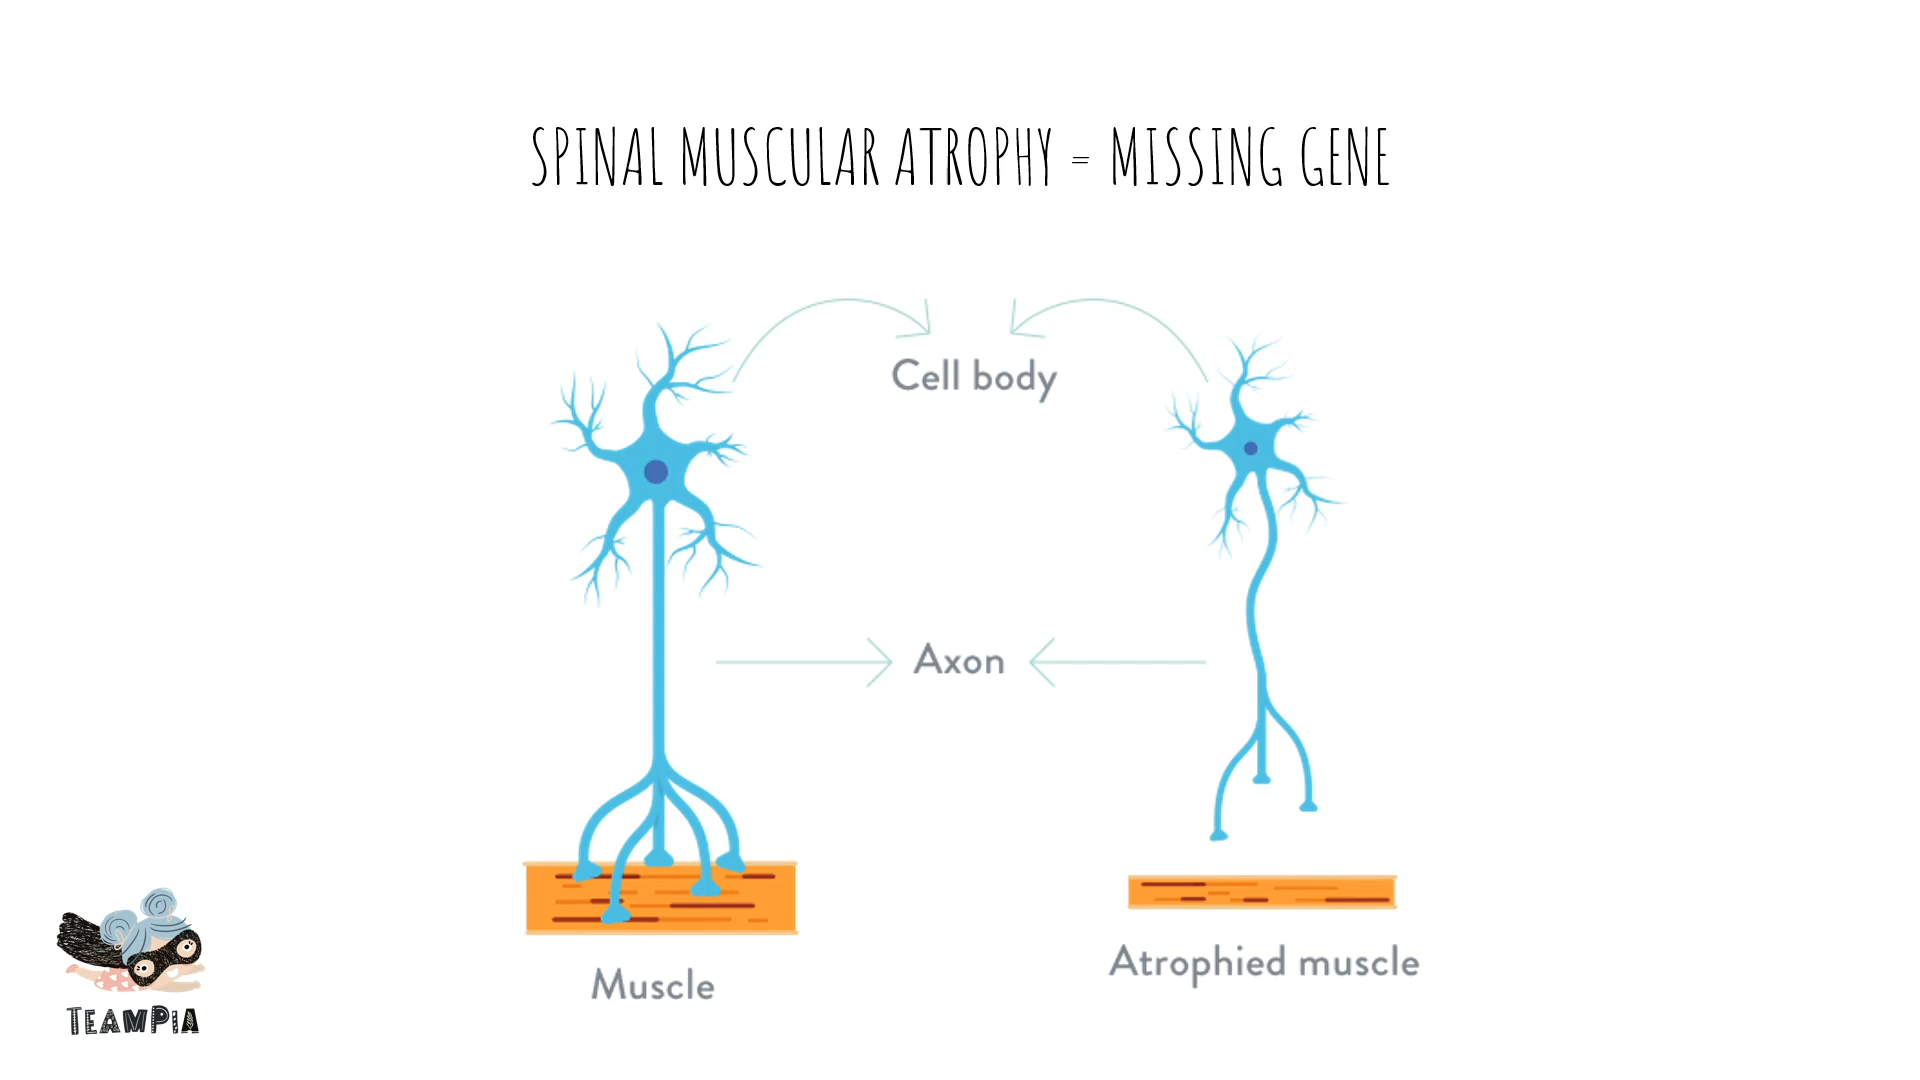 SPINAL MUSCULAR ATROPHY = MISSING GENE
Cell body
Axon
Muscle
Atrophied muscle
TEAMPIA